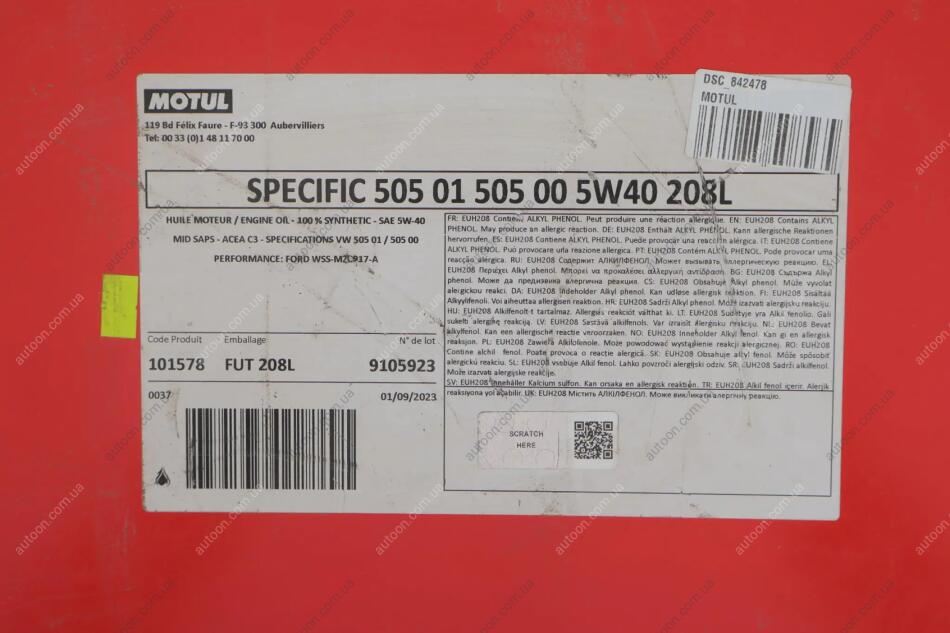 MOTUL
119 Bd Félix Faure - F-93 300 Aubervilliers
Tel: 00 33 (0)1 48 11 70 00
DSC_842478
MOTUL
SPECIFIC 505 01 505 00 5W40 208L
HUILE MOTEUR / ENGINE OIL - 100 % SYNTHETIC - SAE 5W-40
MID SAPS - ACEA C3 - SPECIFICATIONS VW 505 01 / 505 00
PERFORMANCE: FORD WSS-M2C917-A
Code Produit Emballage N° de lot
101578 FUT 208L 9105923
0037 01/09/2023
FR: EUH208 Contient ALKYL PHENOL. Peut produire une réaction allergique. EN: EUH208 Contains ALKYL
PHENOL. May produce an allergic reaction. DE: EUH208 Enthält ALKYL PHENOL. Kann allergische Reaktionen
hervorrufen. ES: EUH208 Contiene ALKYL PHENOL. Puede provocar una reacción alérgica. IT: EUH208 Contiene
ALKYL PHENOL. Può provocare una reazione allergica. PT: EUH208 Contém ALKYL PHENOL. Pode provocar uma
reacção alérgica. RU: EUH208 Содержит АЛКИЛФЕНОЛ. Может вызывать аллергическую реакцию. EL:
EUH208 Περιέχει Alkyl phenol. Μπορεί να προκαλέσει αλλεργική αντίδραση. BG: EUH208 Съдържа Alkyl
phenol. Може да предизвика алергична реакция. CS: EUH208 Obsahuje Alkyl phenol. Může vyvolat
alergickou reakci. DA: EUH208 Indeholder Alkyl phenol. Kan udløse allergisk reaktion. FI: EUH208 Sisältää
Alkyylifenoli. Voi aiheuttaa allergisen reaktion. HR: EUH208 Sadrži Alkyl phenol. Može izazvati alergijsku reakciju.
HU: EUH208 Alkilfenolt tartalmaz. Allergiás reakciót válthat ki. LT: EUH208 Sudėtyje yra Alkil fenolio. Gali
sukelti alerginę reakciją. LV: EUH208 Sastāvā alkilfenols. Var izraisīt alerģisku reakciju. NL: EUH208 Bevat
alkylfenol. Kan een allergische reactie veroorzaken. NO: EUH208 Inneholder Alkyl phenol. Kan gi en allergisk
reaksjon. PL: EUH208 Zawiera Alkilofenole. Może powodować wystąpienie reakcji alergicznej. RO: EUH208
Conține alchil fenol. Poate provoca o reacție alergică. SK: EUH208 Obsahuje alkyl fenol. Môže spôsobiť
alergickú reakciu. SL: EUH208 vsebuje Alkil fenol. Lahko povzroči alergijski odziv. SR: EUH208 Sadrži alkilfenol.
Može izazvati alergijske reakcije.
SV: EUH208 Innehåller Kalcium sulfon. Kan orsaka en allergisk reaktion. TR: EUH208 Alkil fenol içerir. Alerjik
reaksiyona yol açabilir. UK: EUH208 Містить АЛКІЛФЕНОЛ. Може викликати алергічну реакцію.
SCRATCH
HERE
autoon.com.ua